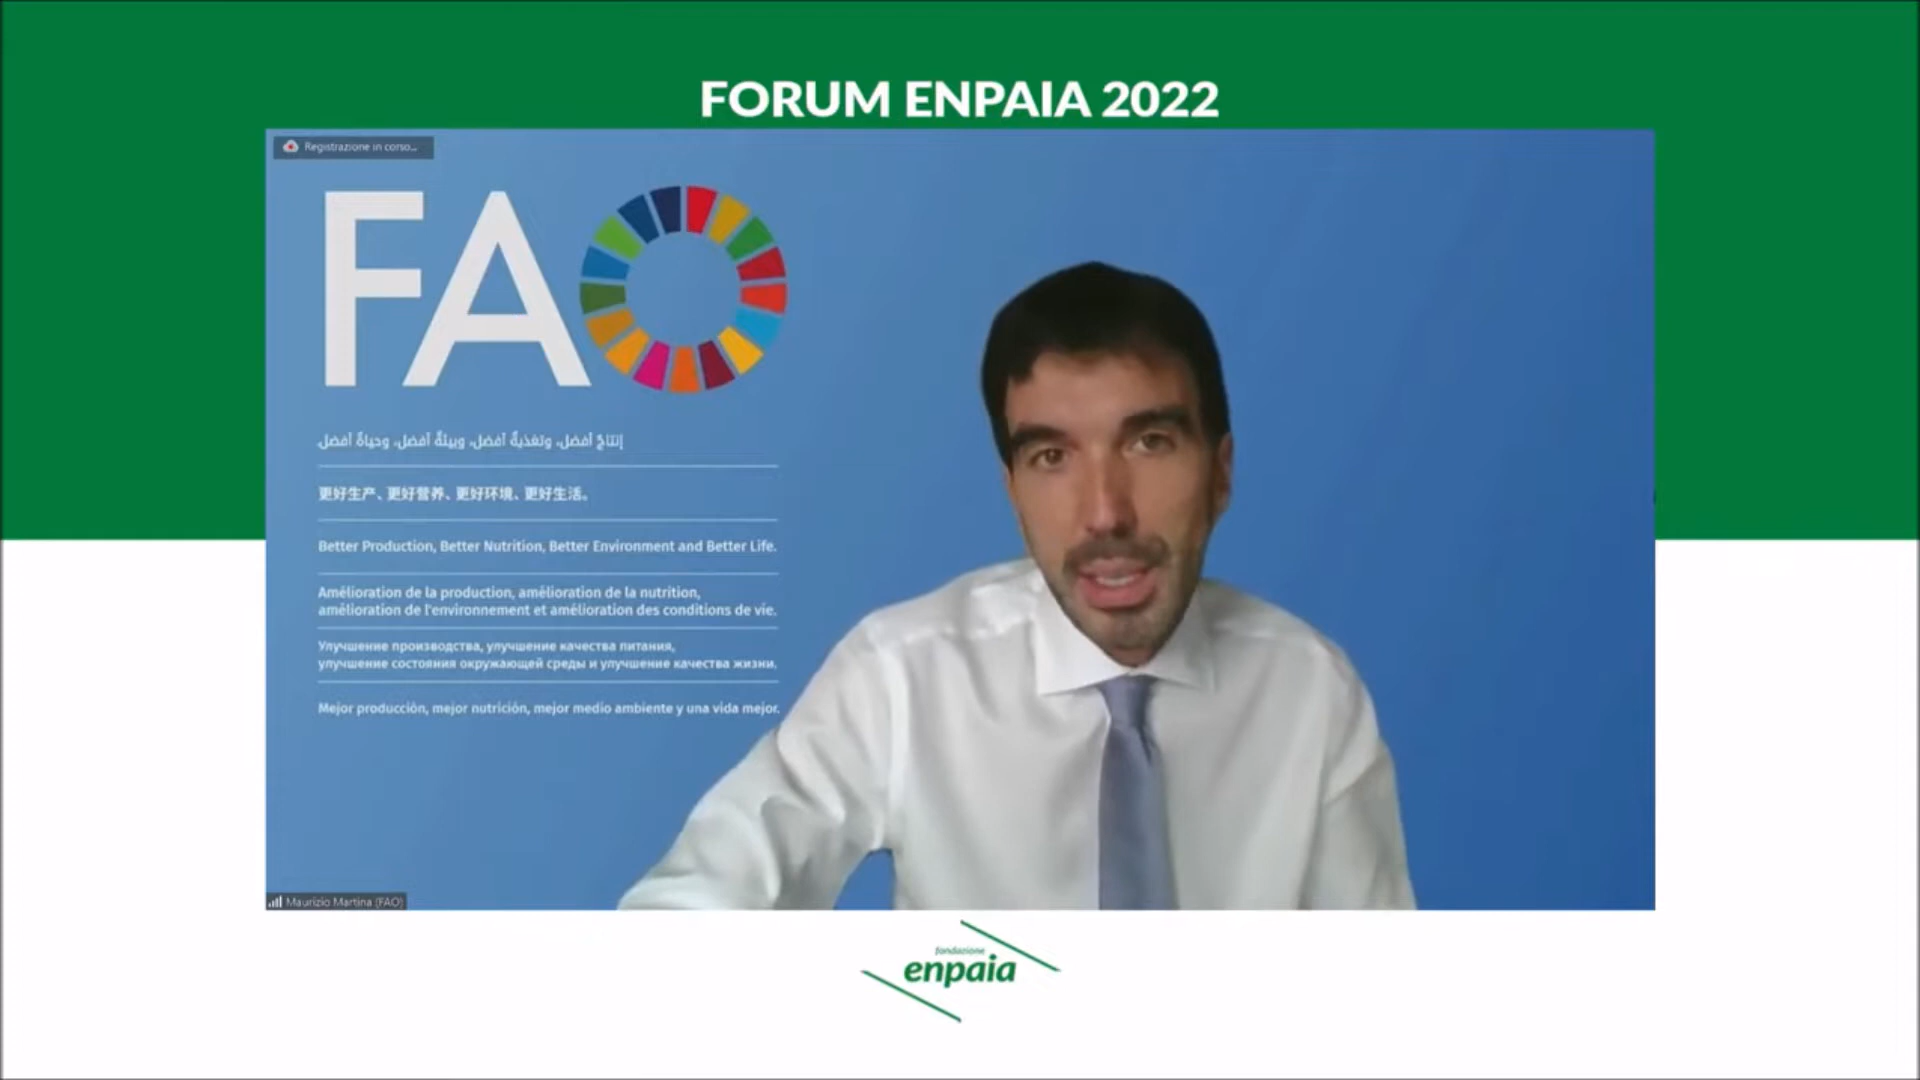 FORUM ENPAIA 2022
Registrazione in corso...
FAO
إنتاجٌ أفضل، وتغذيةٌ أفضل، وبيئةٌ أفضل، وحياةٌ أفضل.
更好生产、更好营养、更好环境、更好生活。
Better Production, Better Nutrition, Better Environment and Better Life.
Amélioration de la production, amélioration de la nutrition,
amélioration de l'environnement et amélioration des conditions de vie.
Улучшение производства, улучшение качества питания,
улучшение состояния окружающей среды и улучшение качества жизни.
Mejor producción, mejor nutrición, mejor medio ambiente y una vida mejor.
Maurizio Martina (FAO)
fondazione
enpaia